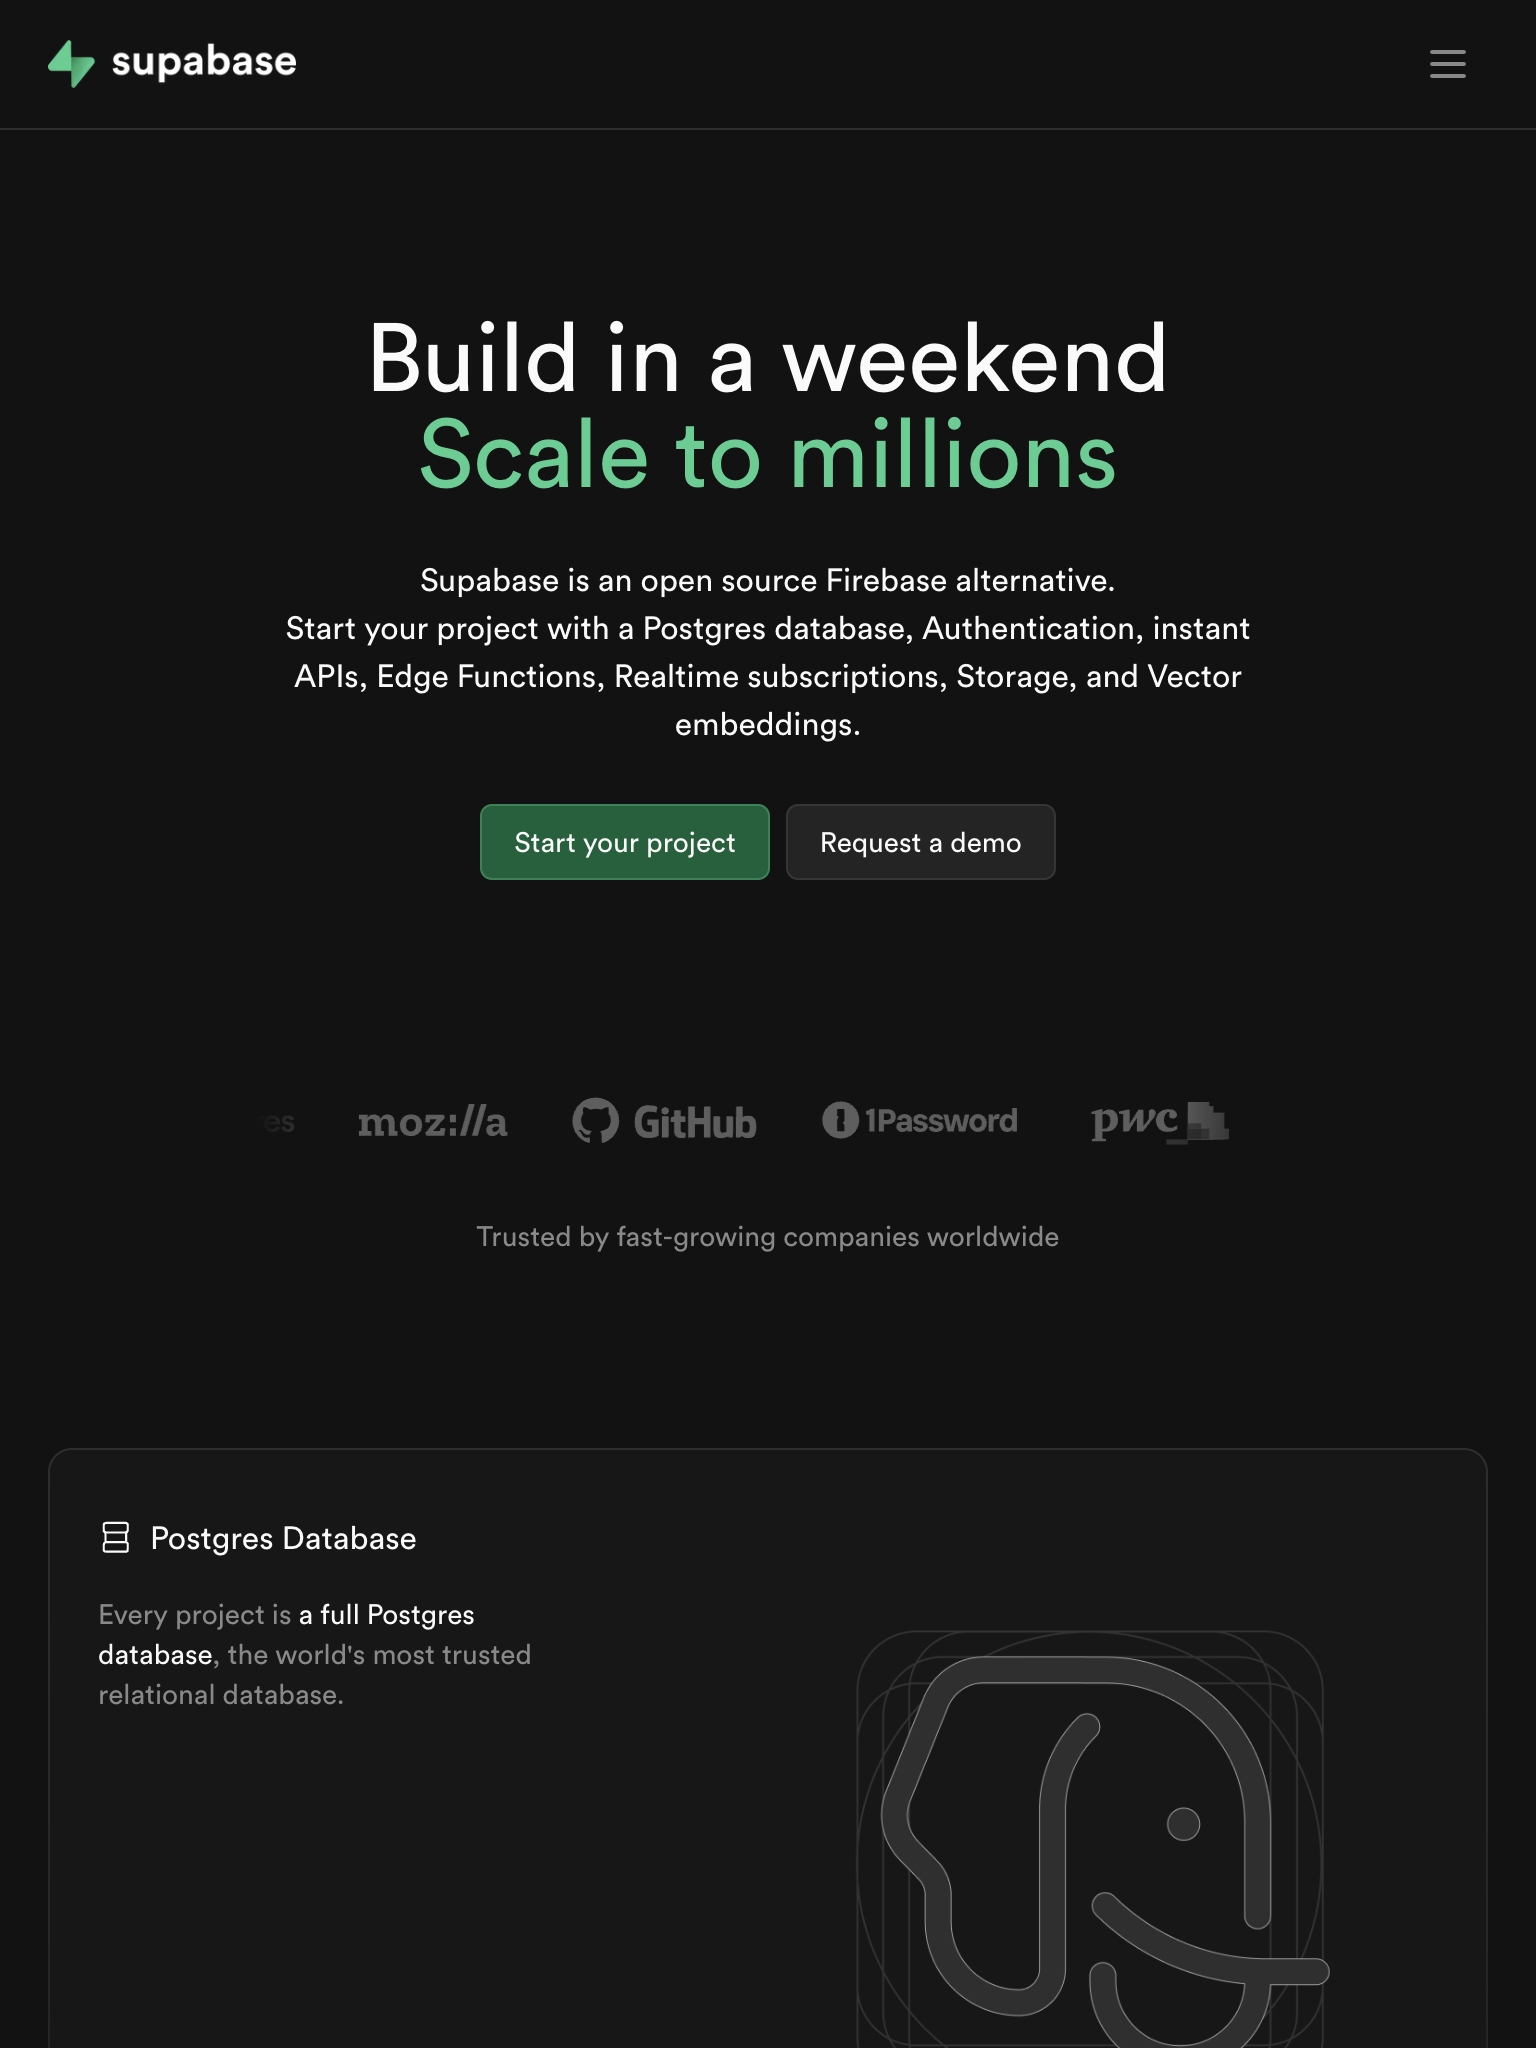 supabase
Build in a weekend
Scale to millions
Supabase is an open source Firebase alternative.
Start your project with a Postgres database, Authentication, instant
APIs, Edge Functions, Realtime subscriptions, Storage, and Vector
embeddings.
Start your project
Request a demo
moz://a
GitHub
1Password
pwc
Trusted by fast-growing companies worldwide
Postgres Database
Every project is a full Postgres
database, the world's most trusted
relational database.